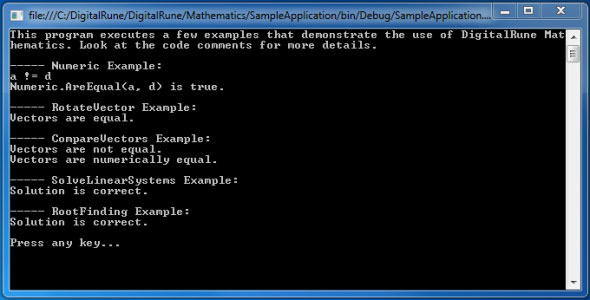 file:///C:/DigitalRune/DigitalRune/Mathematics/SampleApplication/bin/Debug/SampleApplication....
This program executes a few examples that demonstrate the use of DigitalRune Mat
hematics. Look at the code comments for more details.
----- Numeric Example:
a != d
Numeric.AreEqual(a, d) is true.
----- RotateVector Example:
Vectors are equal.
----- CompareVectors Example:
Vectors are not equal.
Vectors are numerically equal.
----- SolveLinearSystems Example:
Solution is correct.
----- RootFinding Example:
Solution is correct.
Press any key...